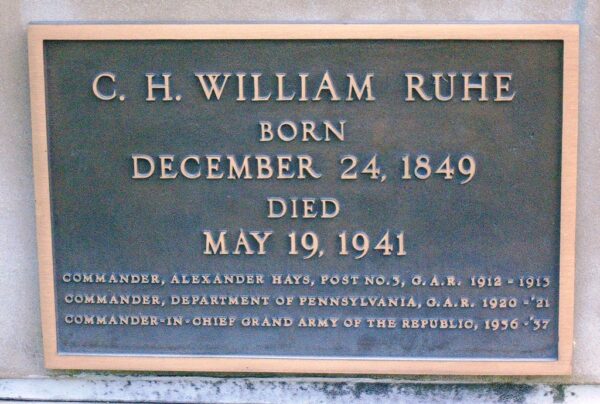 C. H. WILLIAM RUHE
BORN
DECEMBER 24, 1849
DIED
MAY 19, 1941
COMMANDER, ALEXANDER HAYS, POST NO.3, G.A.R. 1912 - 1913
COMMANDER, DEPARTMENT OF PENNSYLVANIA, G.A.R. 1920 - '21
COMMANDER-IN-CHIEF GRAND ARMY OF THE REPUBLIC, 1936 - '37